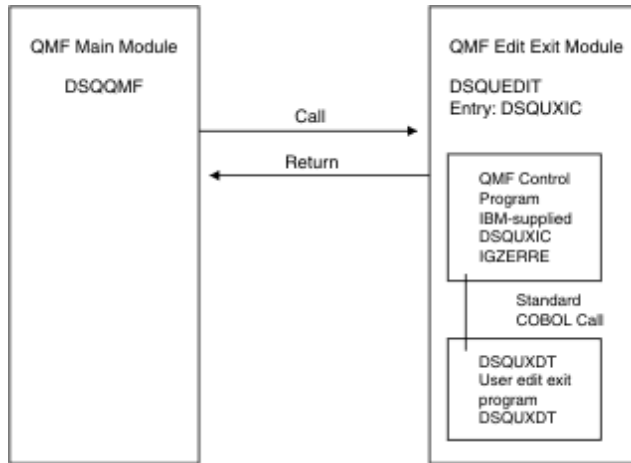 QMF Main Module
DSQQMF
Call
Return
QMF Edit Exit Module
DSQUEDIT
Entry: DSQUXIC
QMF Control
Program
IBM-supplied
DSQUXIC
IGZERRE
Standard
COBOL Call
DSQUXDT
User edit exit
program
DSQUXDT